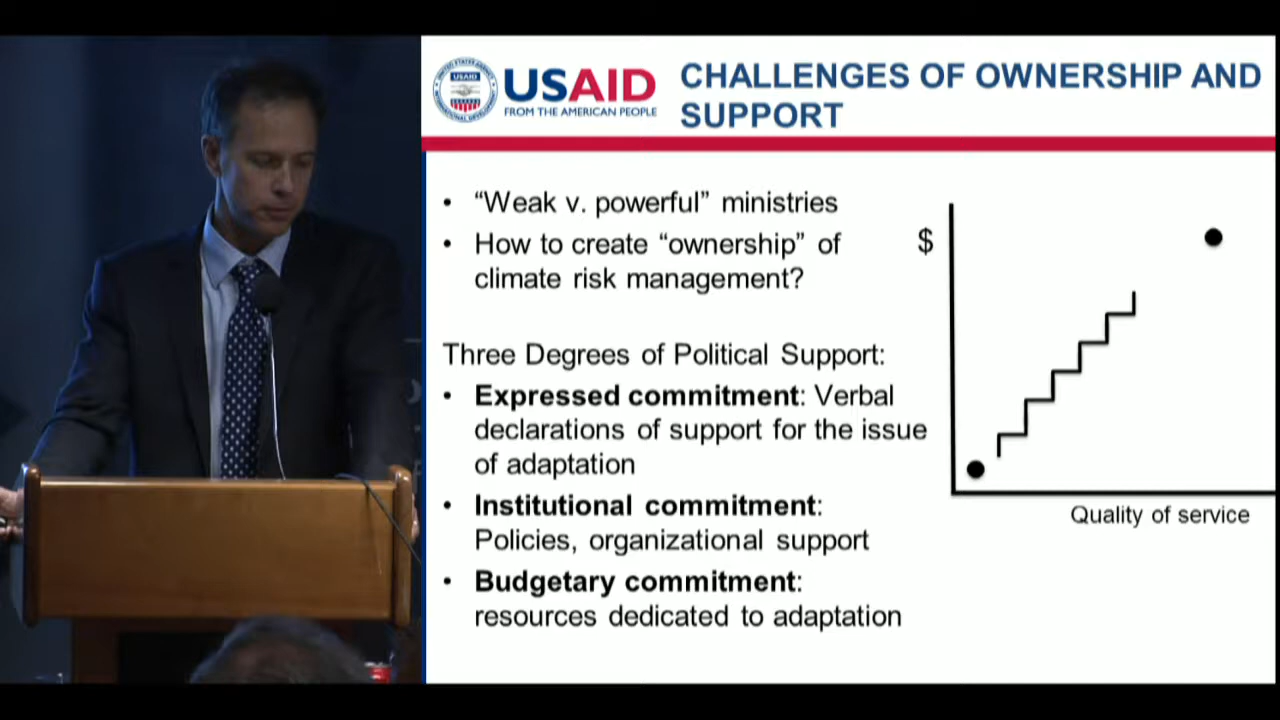 USAID
USAID
FROM THE AMERICAN PEOPLE
CHALLENGES OF OWNERSHIP AND
SUPPORT
• “Weak v. powerful” ministries
• How to create “ownership” of
climate risk management?
Three Degrees of Political Support:
• Expressed commitment: Verbal
declarations of support for the issue
of adaptation
• Institutional commitment:
Policies, organizational support
• Budgetary commitment:
resources dedicated to adaptation
$
Quality of service